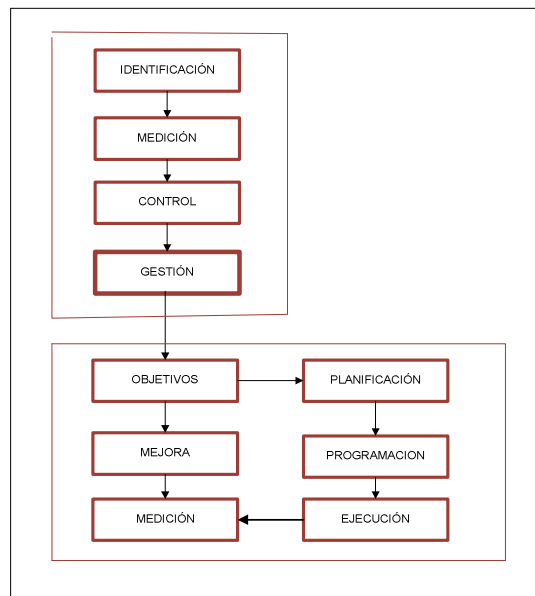 IDENTIFICACIÓN
MEDICIÓN
CONTROL
GESTIÓN
OBJETIVOS
PLANIFICACIÓN
MEJORA
PROGRAMACION
MEDICIÓN
EJECUCIÓN